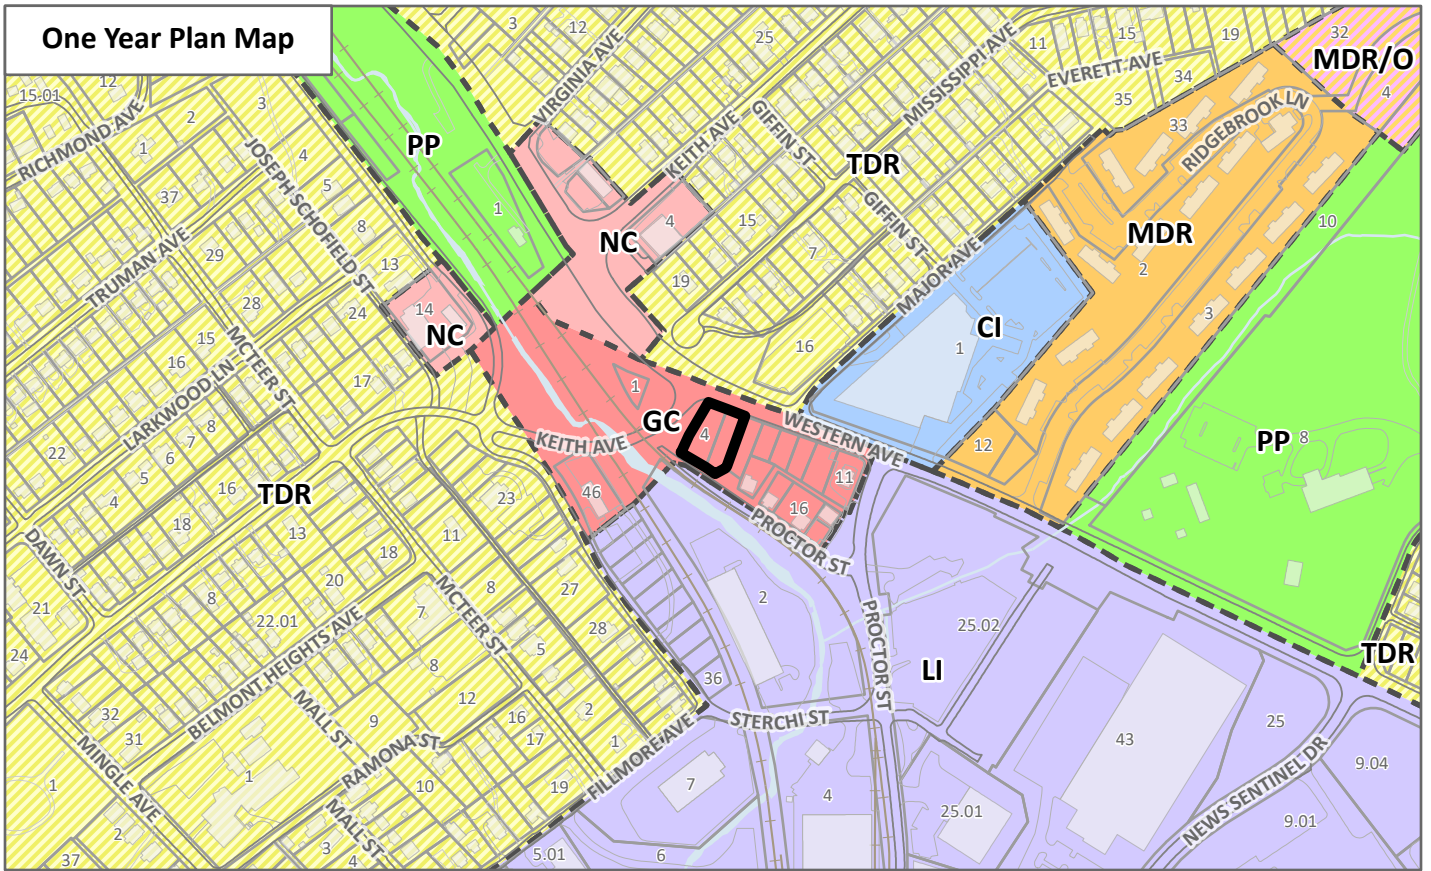 One Year Plan Map
3
12
25
11
15
19
32
MDR/O
4
12
15.01
RICHMOND AVE
2
3
VIRGINIA AVE
MISSISSIPPI AVE
EVERETT AVE
34
35
1
4
PP
KEITH AVE
GIFFIN ST
33
RIDGEBROOK LN
JOSEPH SCHOFIELD ST
5
37
TDR
1
4
15
GIFFIN ST
10
TRUMAN AVE
29
8
13
NC
7
MAJOR AVE
MDR
2
19
28
24
14
NC
3
15
16
MCTEER ST
17
16
1
CI
LARKWOOD LN
1
GC
4
WESTERN AVE
8
7
22
6
5
KEITH AVE
12
PP
8
11
4
16
TDR
23
46
16
18
13
11
PROCTOR ST
DAWN ST
18
20
8
27
2
21
8
22.01
7
MCTEER ST
28
PROCTOR ST
25.02
24
BELMONT HEIGHTS AVE
8
5
TDR
12
36
LI
32
31
MALL ST
9
16
17
2
1
STERCHI ST
25
43
MINGLE AVE
RAMONA ST
FILLMORE AVE
1
1
10
19
7
4
25.01
NEWS SENTINEL DR
9.04
9.01
2
MALL ST
3
4
37
5.01
6